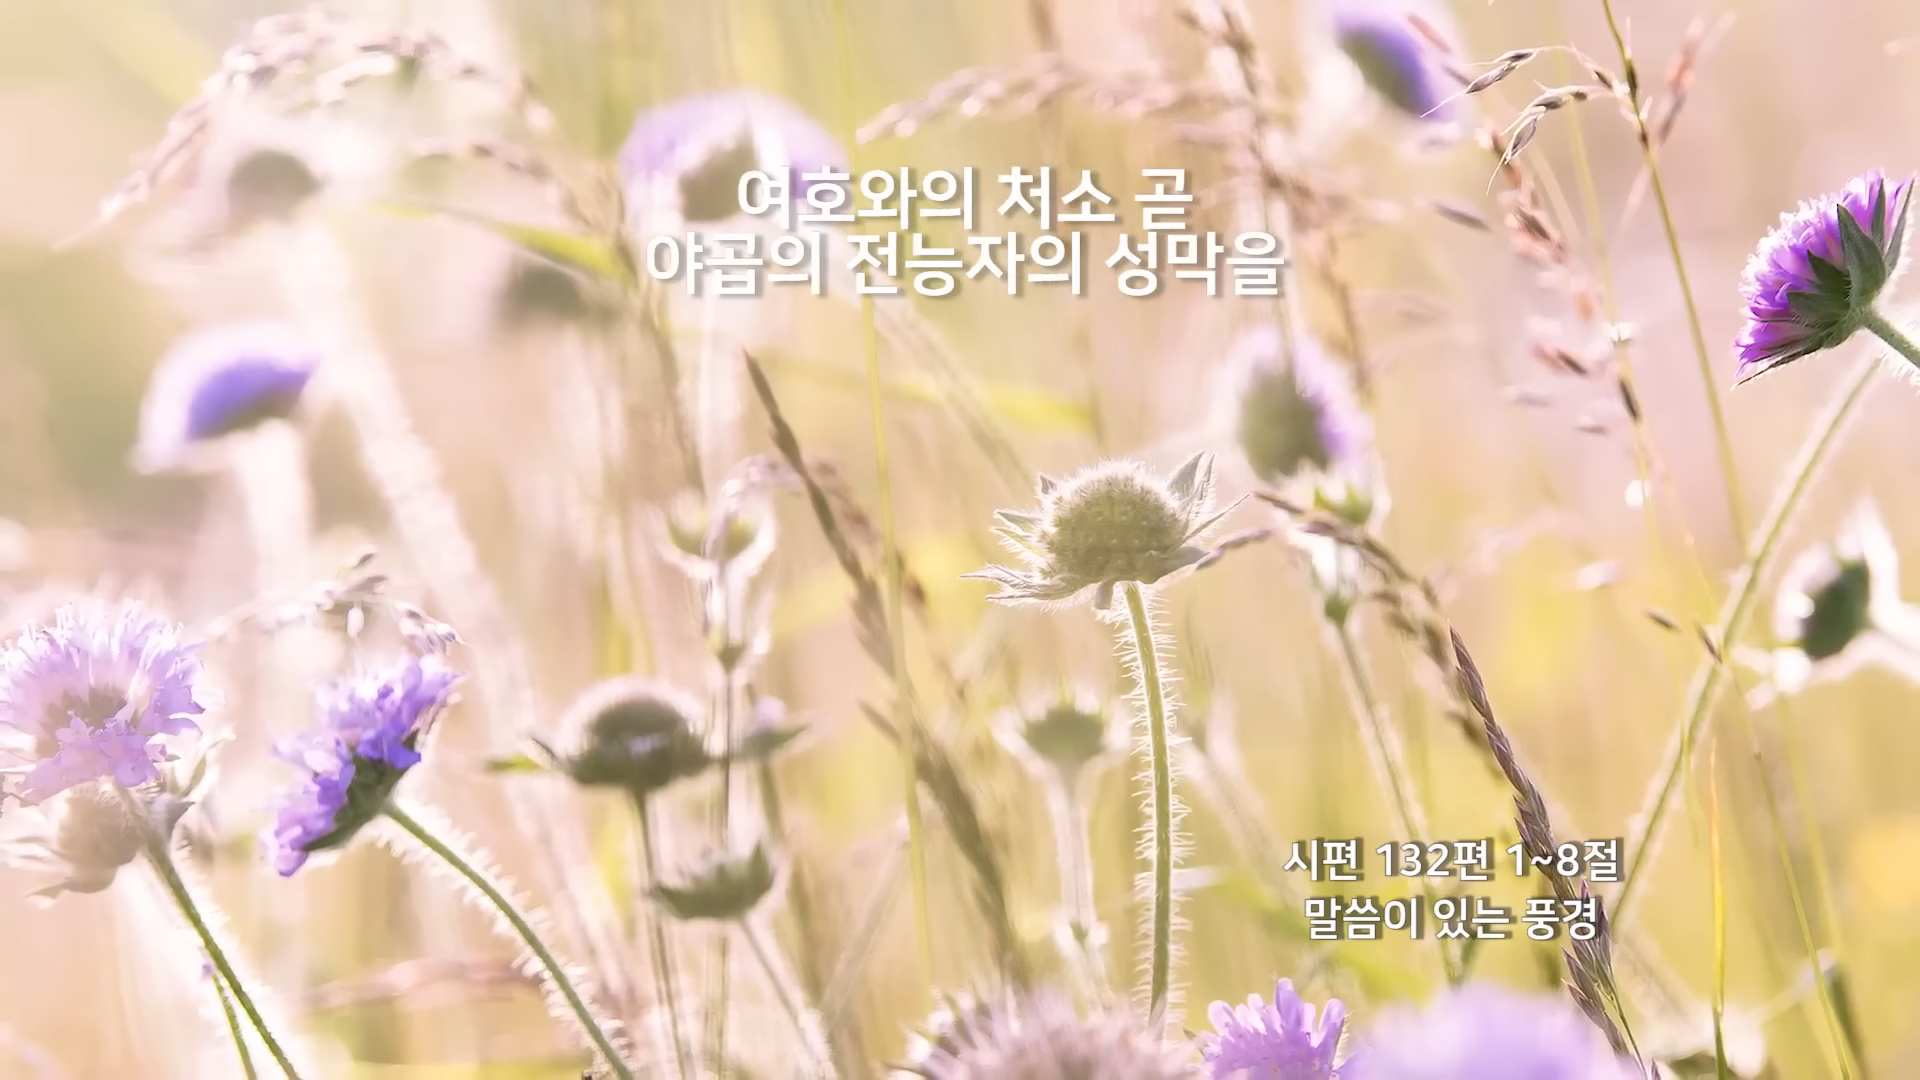 여호와의 처소 곧
야곱의 전능자의 성막을
시편 132편 1~8절
말씀이 있는 풍경